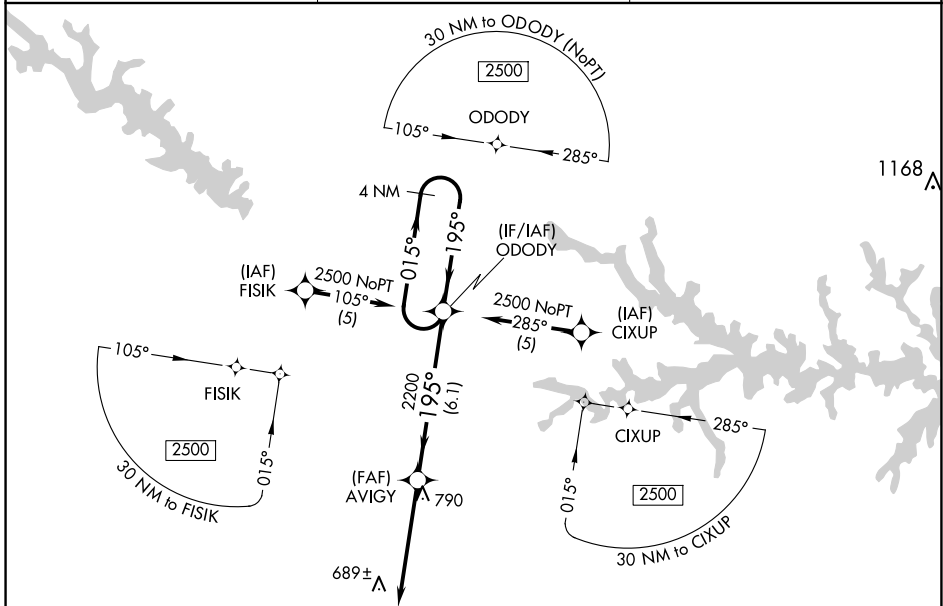 30 NM to ODODY (NoPT)
2500
ODODY
105°
285°
4 NM
1168
015°
195°
(IF/IAF)
ODODY
(IAF)
FISIK
2500 NoPT
105°
(5)
2500 NoPT
285°
(5)
(IAF)
CIXUP
105°
FISIK
2500
015°
30 NM to FISIK
2200
195°
(6.1)
CIXUP
285°
015°
2500
30 NM to CIXUP
(FAF)
AVIGY
790
689±